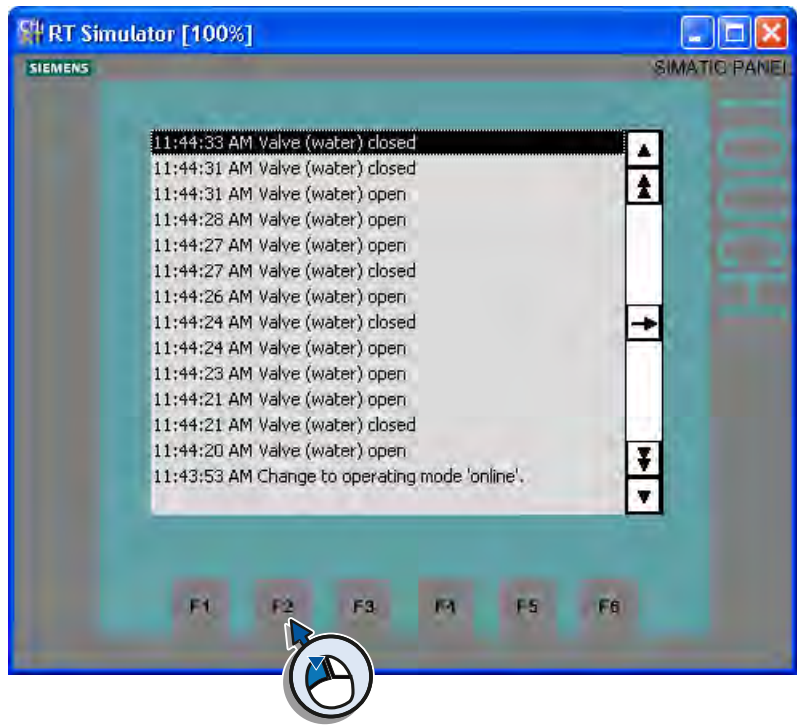 RT Simulator [100%]
SIEMENS
SIMATIC PANEL
TOUCH
11:44:33 AM Valve (water) closed
11:44:31 AM Valve (water) closed
11:44:31 AM Valve (water) open
11:44:28 AM Valve (water) open
11:44:27 AM Valve (water) open
11:44:27 AM Valve (water) closed
11:44:26 AM Valve (water) open
11:44:24 AM Valve (water) closed
11:44:24 AM Valve (water) open
11:44:23 AM Valve (water) open
11:44:21 AM Valve (water) open
11:44:21 AM Valve (water) closed
11:44:20 AM Valve (water) open
11:43:53 AM Change to operating mode 'online'.
F1 F2 F3 F4 F5 F6